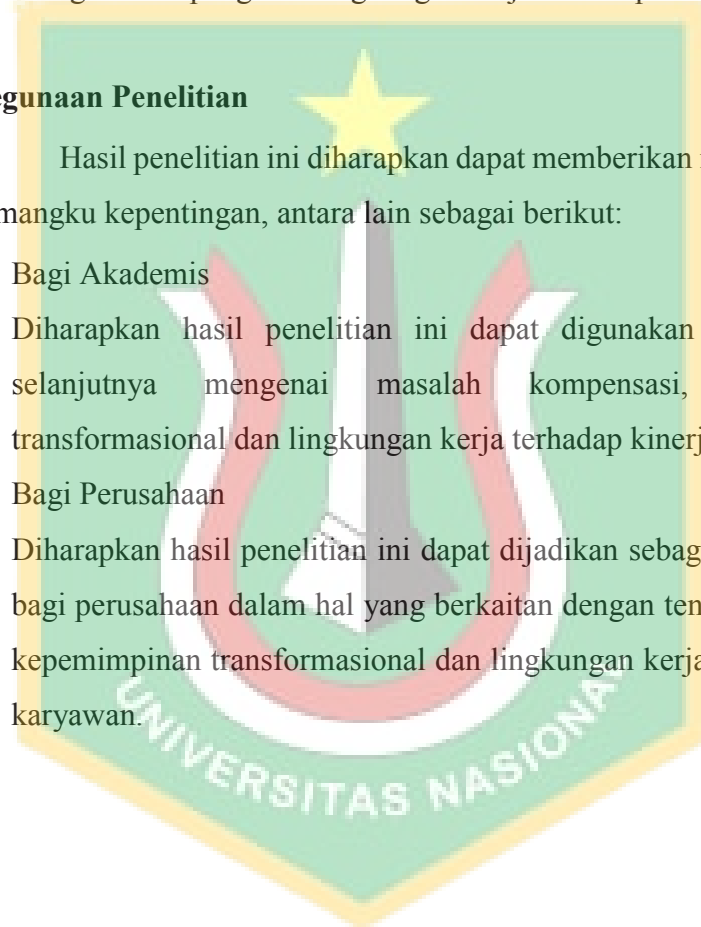 egunaan Penelitian
Hasil penelitian ini diharapkan dapat memberikan
mangku kepentingan, antara lain sebagai berikut:
Bagi Akademis
Diharapkan hasil penelitian ini dapat digunakan
selanjutnya mengenai masalah kompensasi,
transformasional dan lingkungan kerja terhadap kinerj
Bagi Perusahaan
Diharapkan hasil penelitian ini dapat dijadikan sebag
bagi perusahaan dalam hal yang berkaitan dengan ten
kepemimpinan transformasional dan lingkungan kerja
karyawan.
UNIVERSITAS NASIONAL